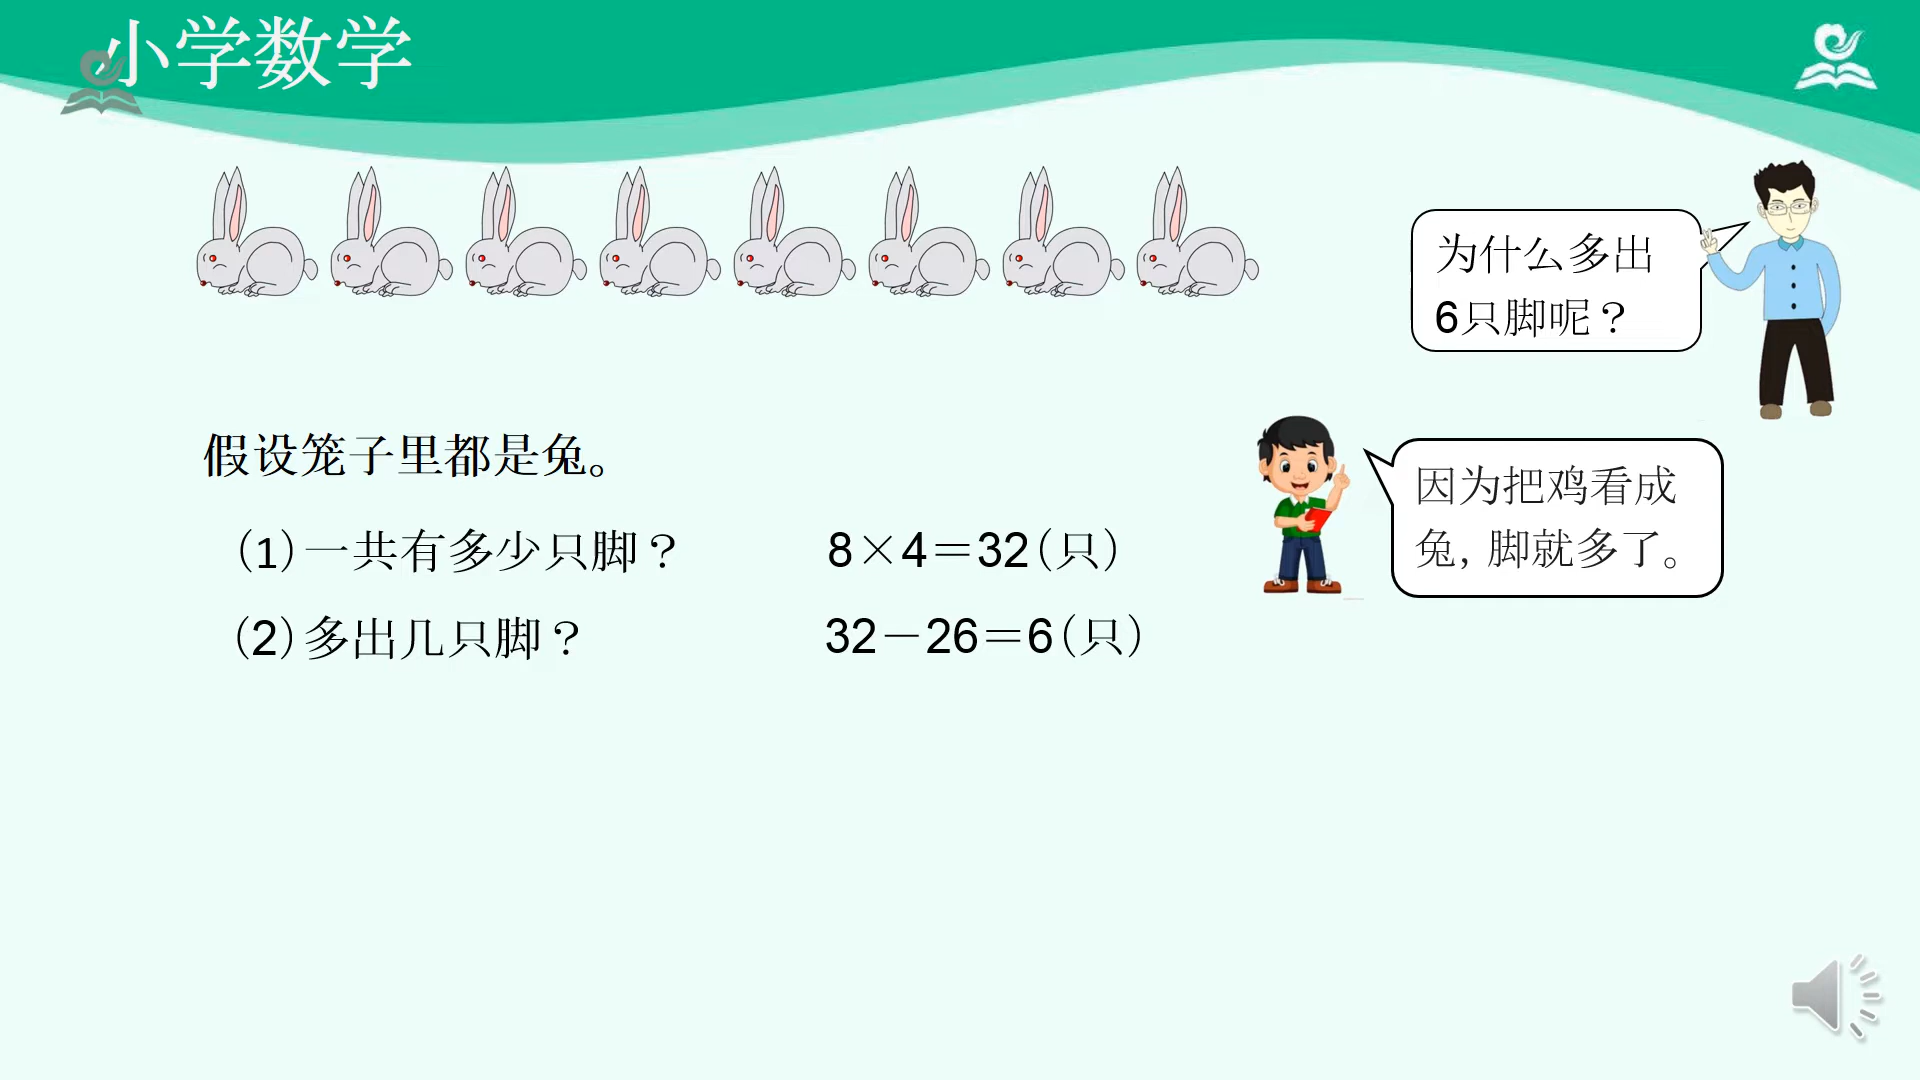 小学数学
为什么多出
6只脚呢？
假设笼子里都是兔。
因为把鸡看成
兔，脚就多了。
（1）一共有多少只脚？ 8×4＝32（只）
（2）多出几只脚？ 32－26＝6（只）